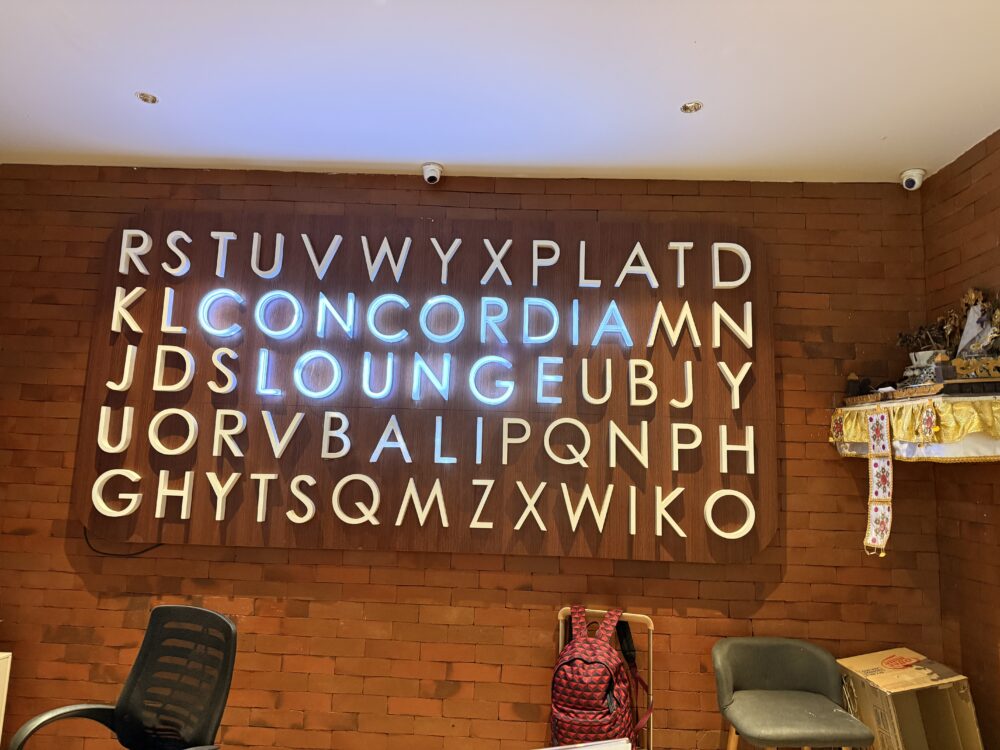 RSTUVWYXPLATD
KLCONCORDIAMN
JDSLOUNGEUBJY
UORVBALIPQNPH
GHYTSQMZXWIKO